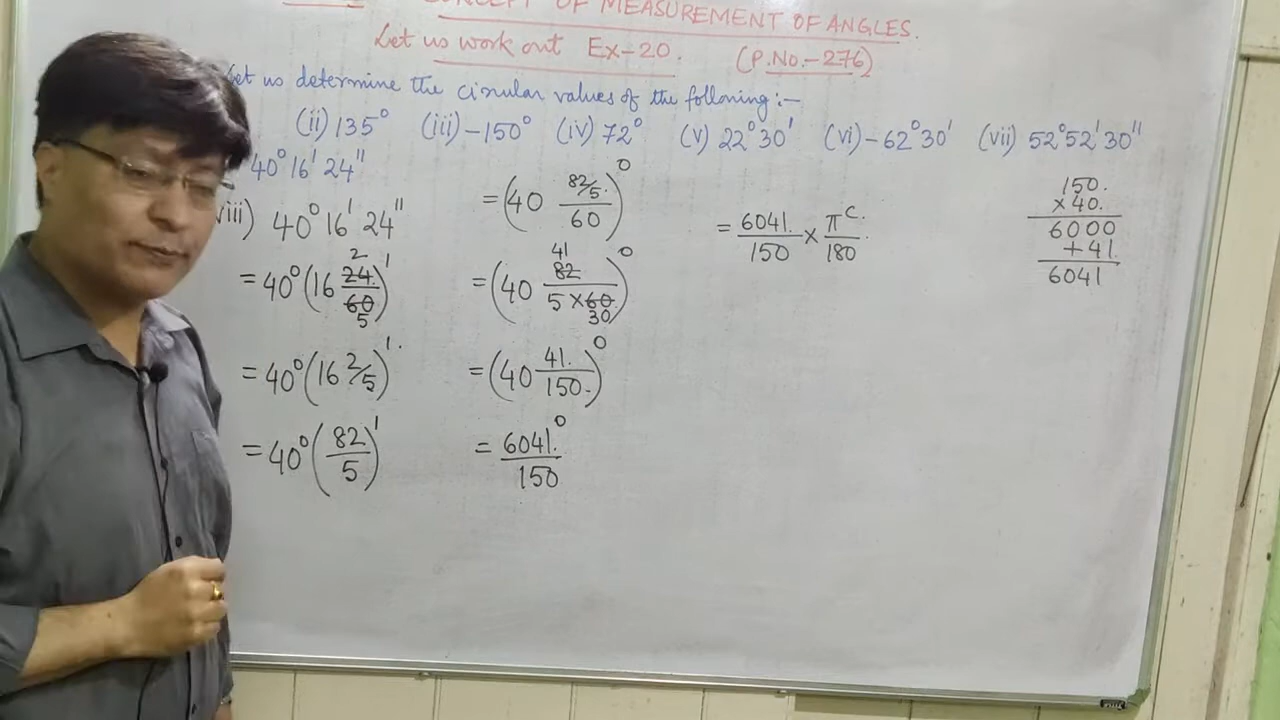 CONCEPT OF MEASUREMENT OF ANGLES.
Let us work out Ex-20. (P.No.-276)
Let us determine the circular values of the following:-
(ii) 135° (iii) -150° (iv) 72° (v) 22°30' (vi) -62°30' (vii) 52°52'30"
40°16'24"
viii) 40°16'24"
= 40°(16 24/60)' 2 5
= 40°(16 2/5)'
= 40°(82/5)'
= (40 82/5/60)°
= (40 82/5×60)° 41 30
= (40 41/150)°
= 6041°/150
= 6041/150 × π^c/180
150
×40
6000
+41
6041